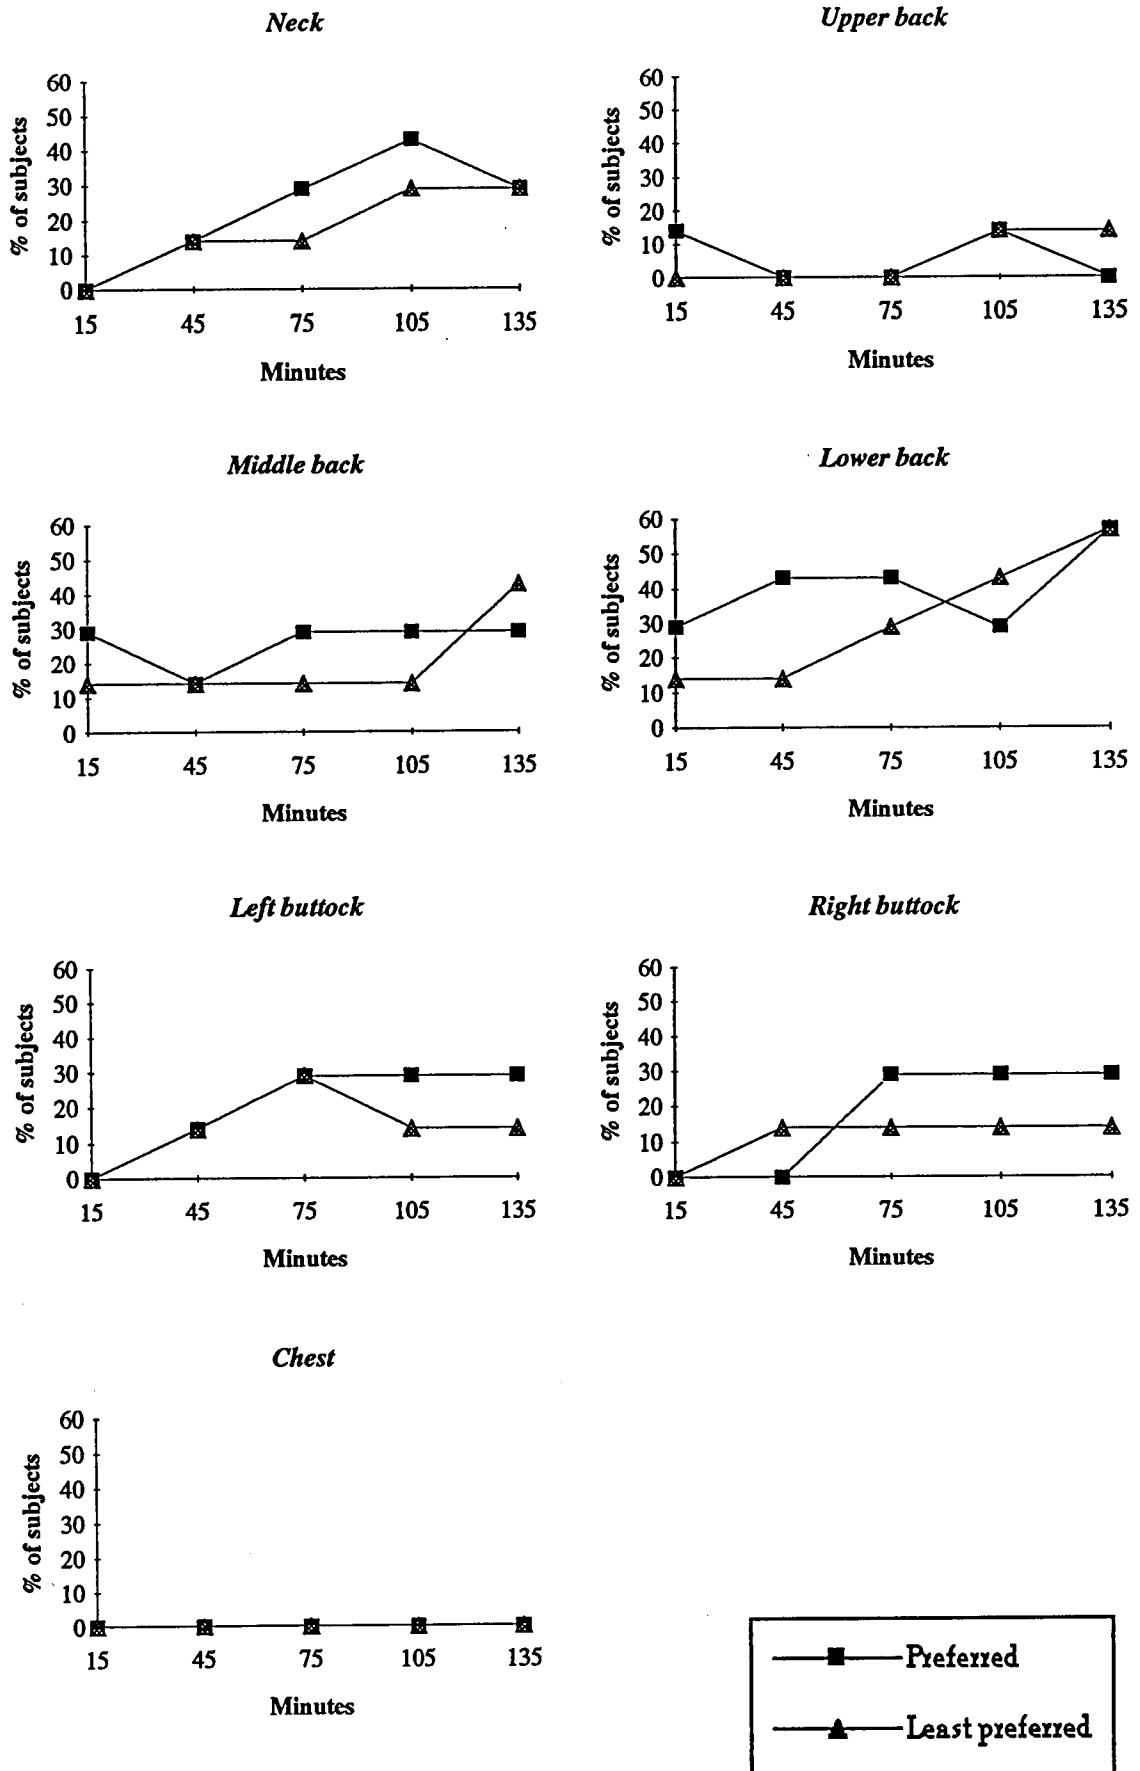 Neck
% of subjects
60
50
40
30
20
10
0
15 45 75 105 135
Minutes
Upper back
% of subjects
60
50
40
30
20
10
0
15 45 75 105 135
Minutes
Middle back
% of subjects
60
50
40
30
20
10
0
15 45 75 105 135
Minutes
Lower back
% of subjects
60
50
40
30
20
10
0
15 45 75 105 135
Minutes
Left buttock
% of subjects
60
50
40
30
20
10
0
15 45 75 105 135
Minutes
Right buttock
% of subjects
60
50
40
30
20
10
0
15 45 75 105 135
Minutes
Chest
% of subjects
60
50
40
30
20
10
0
15 45 75 105 135
Minutes
Preferred
Least preferred